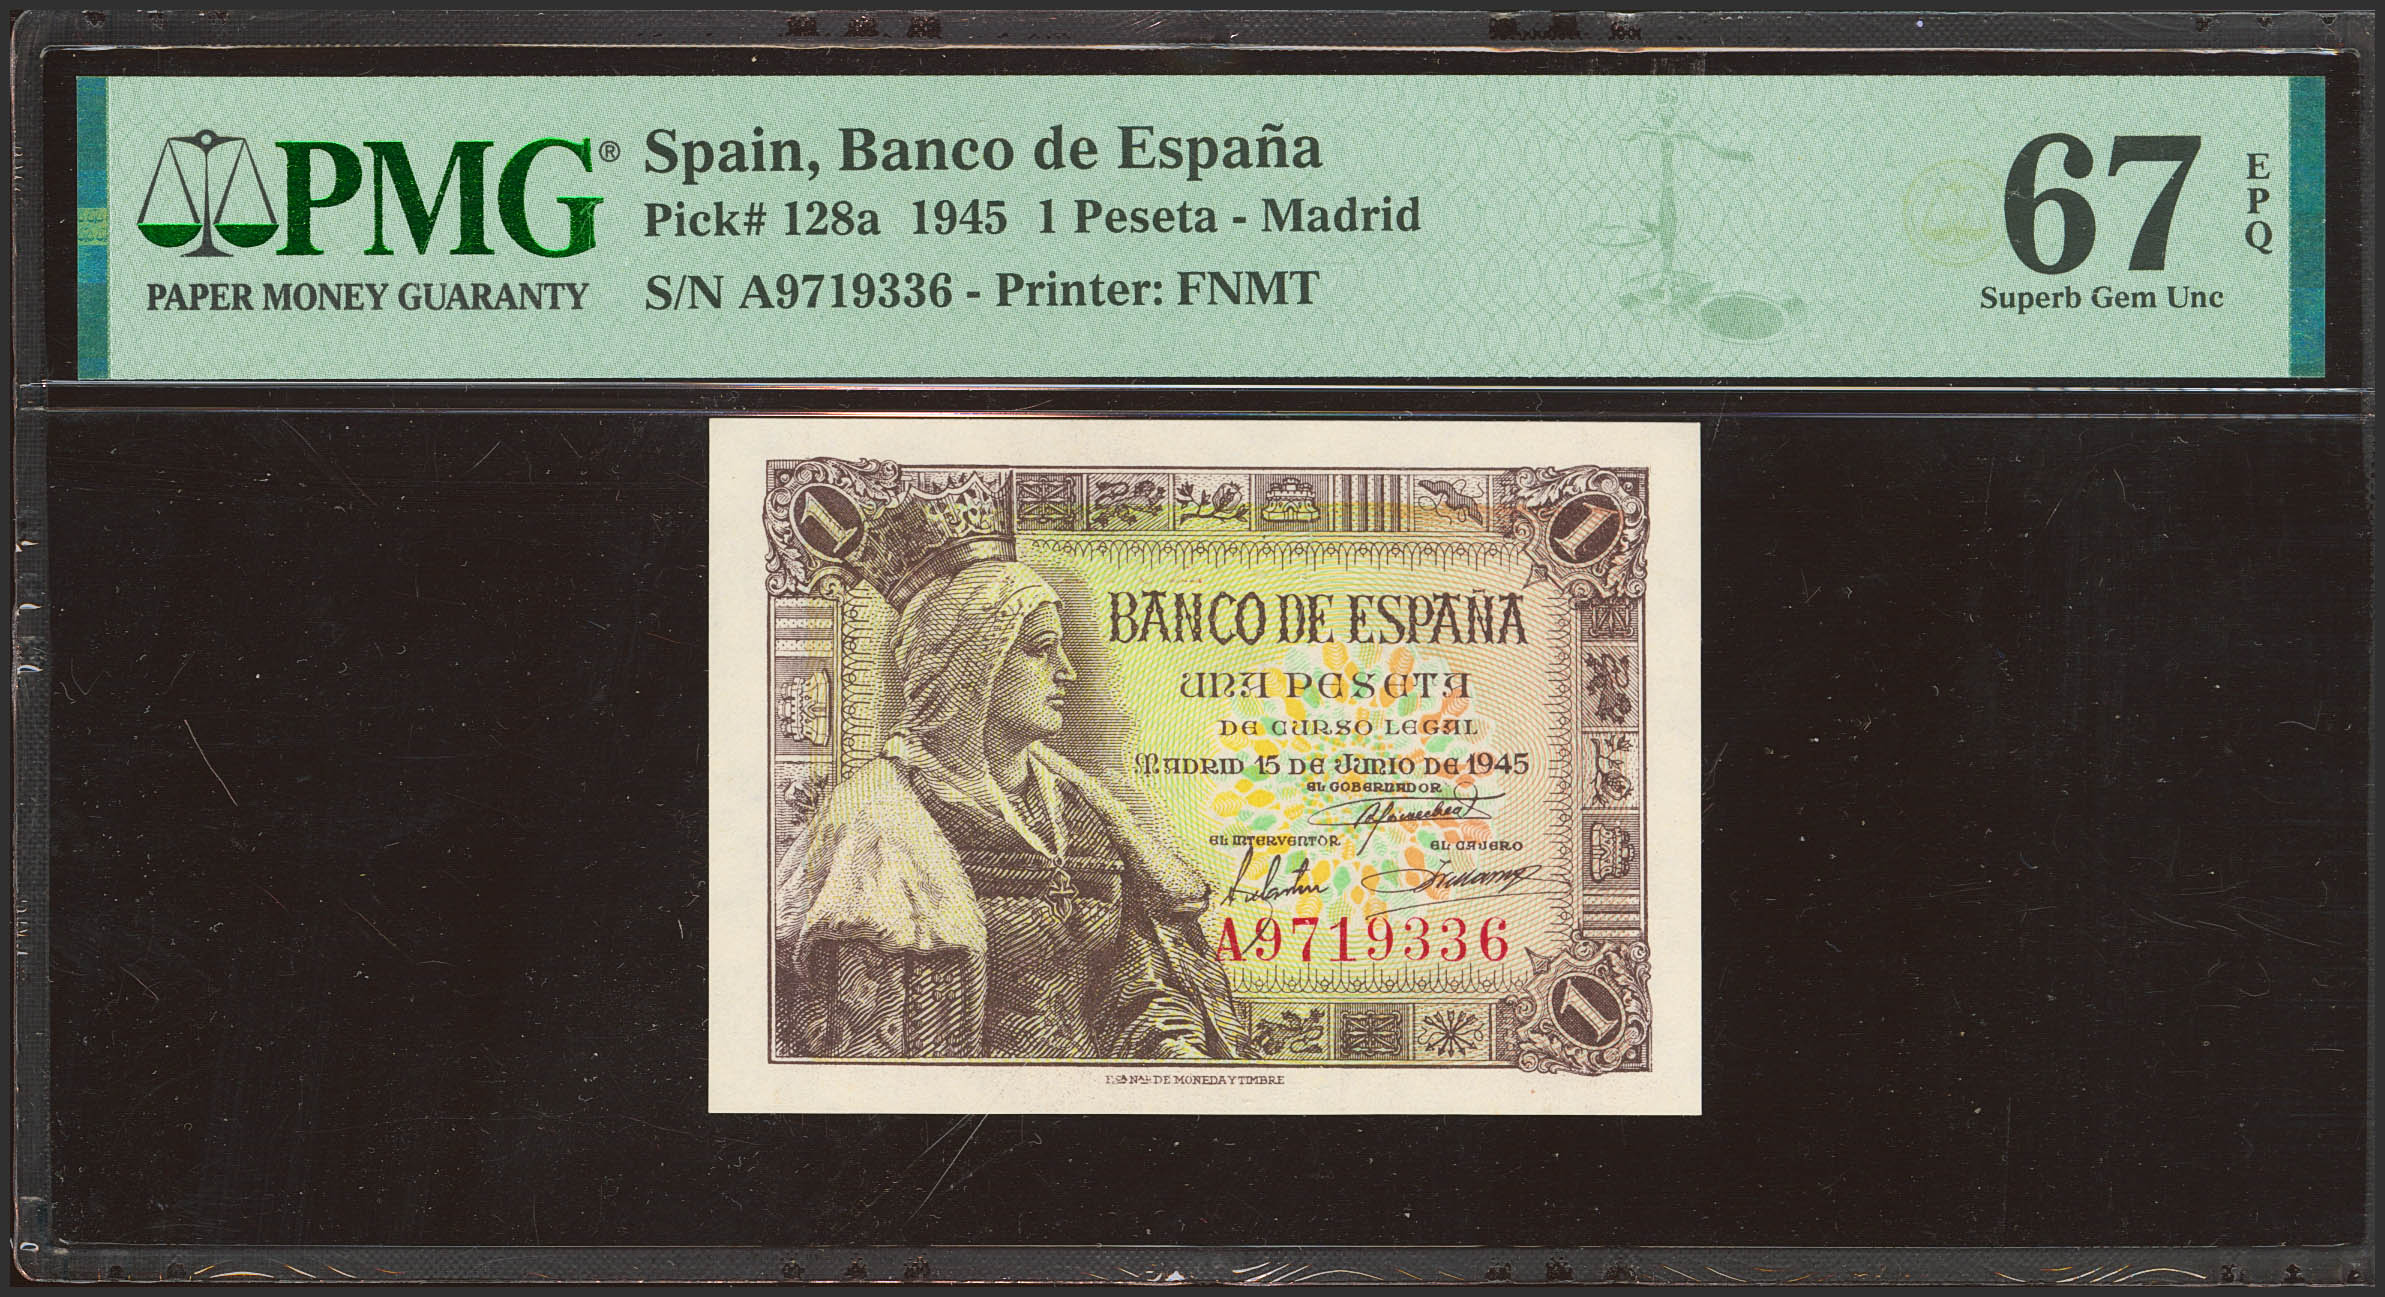 PMG®
PAPER MONEY GUARANTY
Spain, Banco de España
Pick# 128a 1945 1 Peseta - Madrid
S/N A9719336 - Printer: FNMT
67
EPQ
Superb Gem Unc
1
1
BANCO DE ESPAÑA
UNA PESETA
DE CURSO LEGAL
MADRID 15 DE JUNIO DE 1945
EL GOBERNADOR
EL INTERVENTOR
EL CAJERO
A9719336
1
F.CA NAL DE MONEDA Y TIMBRE